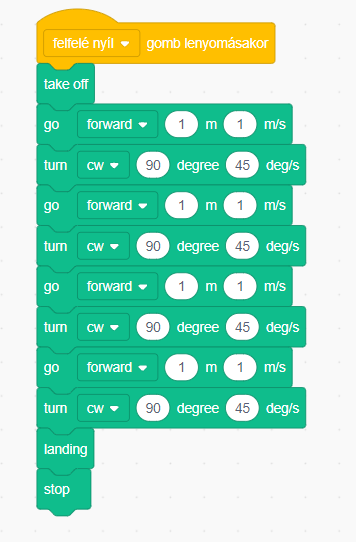 felfelé nyíl gomb lenyomásakor
take off
go forward 1 m 1 m/s
turn cw 90 degree 45 deg/s
go forward 1 m 1 m/s
turn cw 90 degree 45 deg/s
go forward 1 m 1 m/s
turn cw 90 degree 45 deg/s
go forward 1 m 1 m/s
turn cw 90 degree 45 deg/s
landing
stop